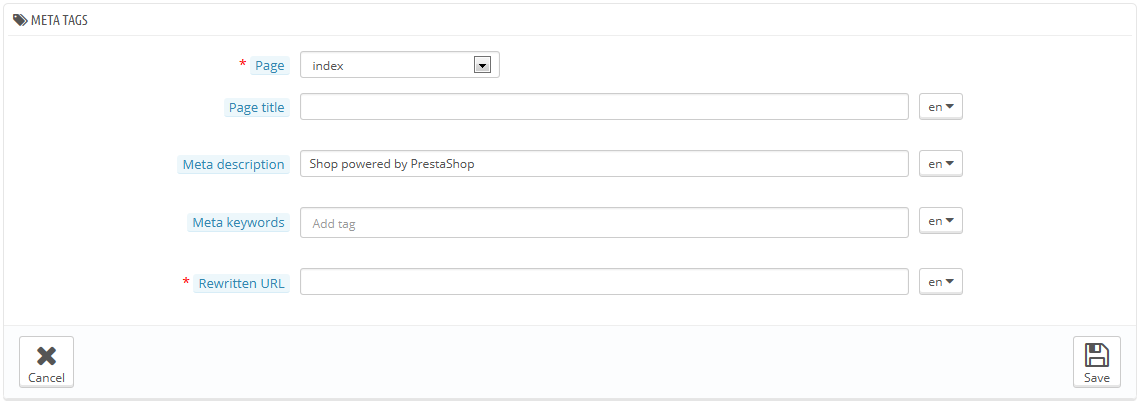 META TAGS
* Page index
Page title en
Meta description Shop powered by PrestaShop en
Meta keywords Add tag en
* Rewritten URL en
Cancel Save